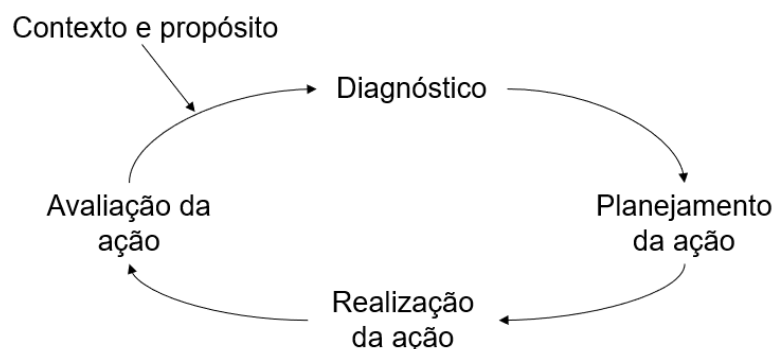 Contexto e propósito
Diagnóstico
Planejamento
da ação
Realização
da ação
Avaliação da
ação